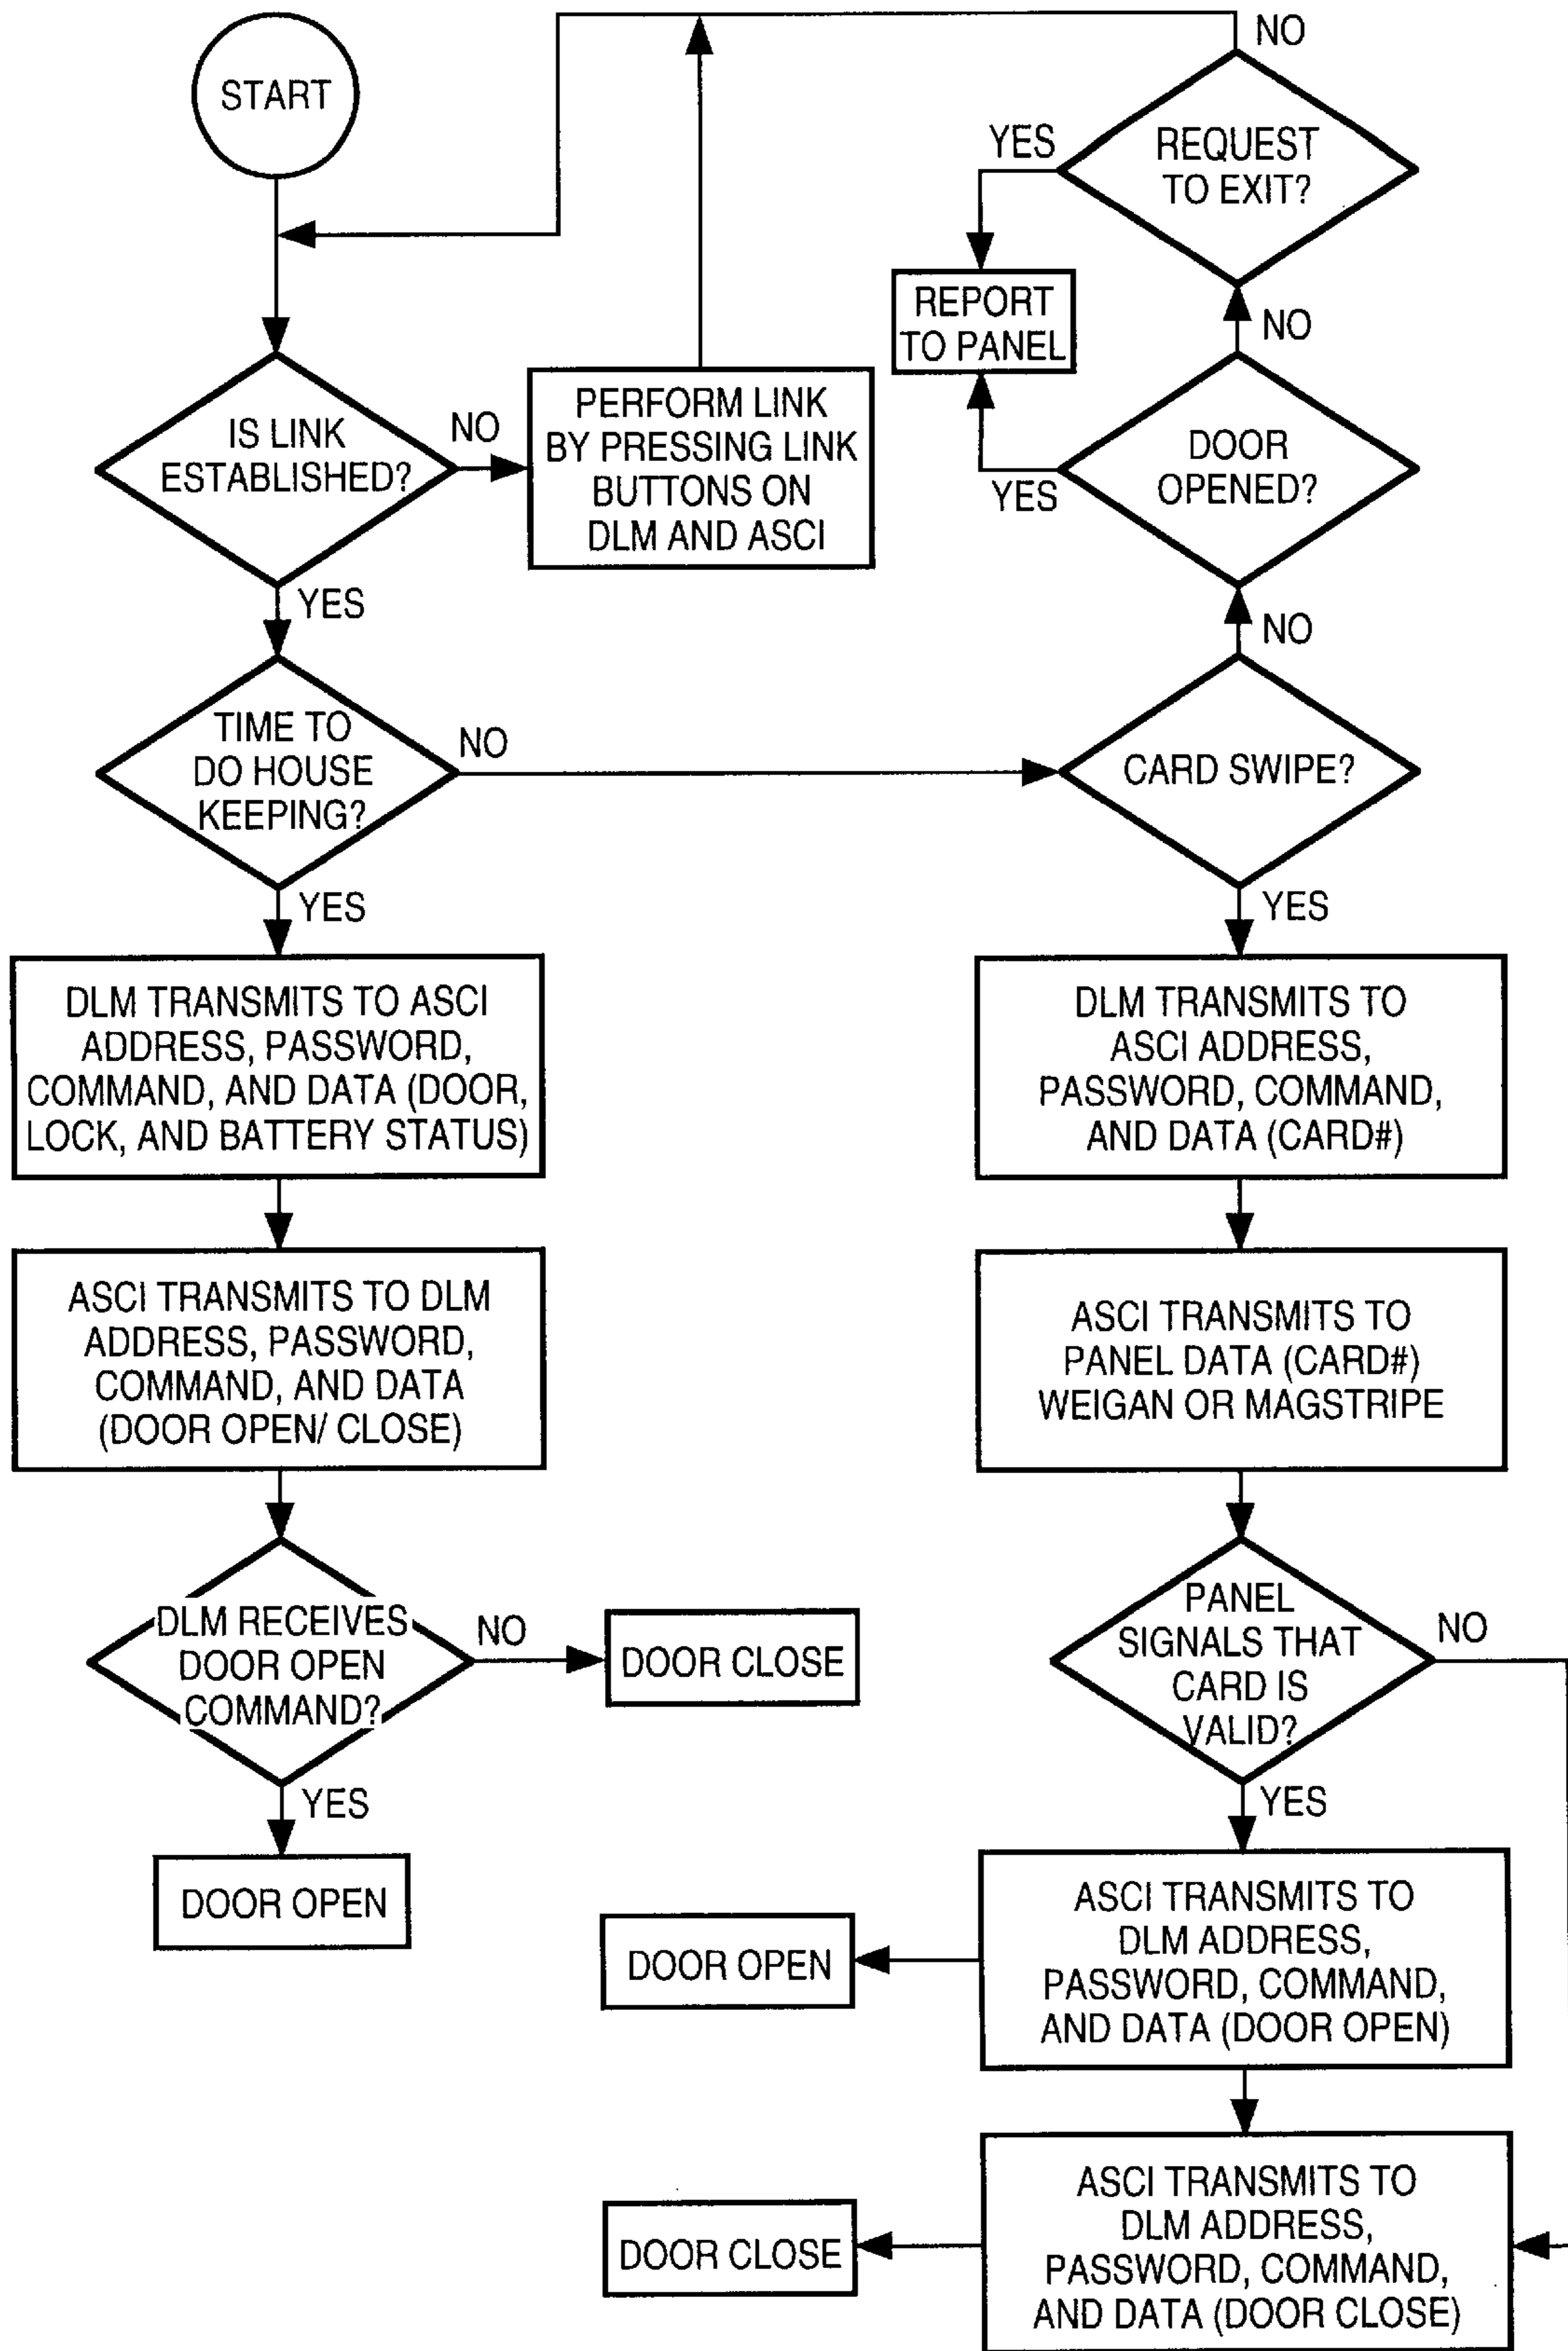 START
NO
REQUEST
TO EXIT?
YES
REPORT
TO PANEL
NO
DOOR
OPENED?
YES
IS LINK
ESTABLISHED?
NO
PERFORM LINK
BY PRESSING LINK
BUTTONS ON
DLM AND ASCI
YES
NO
TIME TO
DO HOUSE
KEEPING?
NO
CARD SWIPE?
YES
YES
DLM TRANSMITS TO ASCI
ADDRESS, PASSWORD,
COMMAND, AND DATA (DOOR,
LOCK, AND BATTERY STATUS)
DLM TRANSMITS TO
ASCI ADDRESS,
PASSWORD, COMMAND,
AND DATA (CARD#)
ASCI TRANSMITS TO DLM
ADDRESS, PASSWORD,
COMMAND, AND DATA
(DOOR OPEN/ CLOSE)
ASCI TRANSMITS TO
PANEL DATA (CARD#)
WEIGAN OR MAGSTRIPE
DLM RECEIVES
DOOR OPEN
COMMAND?
NO
DOOR CLOSE
PANEL
SIGNALS THAT
CARD IS
VALID?
NO
YES
DOOR OPEN
YES
ASCI TRANSMITS TO
DLM ADDRESS,
PASSWORD, COMMAND,
AND DATA (DOOR OPEN)
DOOR OPEN
ASCI TRANSMITS TO
DLM ADDRESS,
PASSWORD, COMMAND,
AND DATA (DOOR CLOSE)
DOOR CLOSE